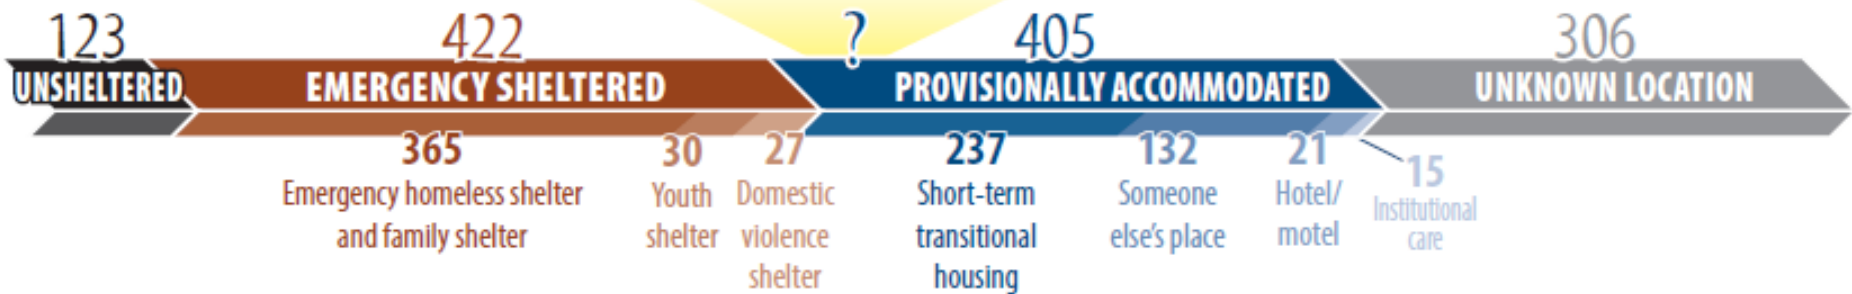 123
422
?
405
306
UNSHELTERED
EMERGENCY SHELTERED
PROVISIONALLY ACCOMMODATED
UNKNOWN LOCATION
365
Emergency homeless shelter
and family shelter
30
Youth
shelter
27
Domestic
violence
shelter
237
Short-term
transitional
housing
132
Someone
else's place
21
Hotel/
motel
15
Institutional
care